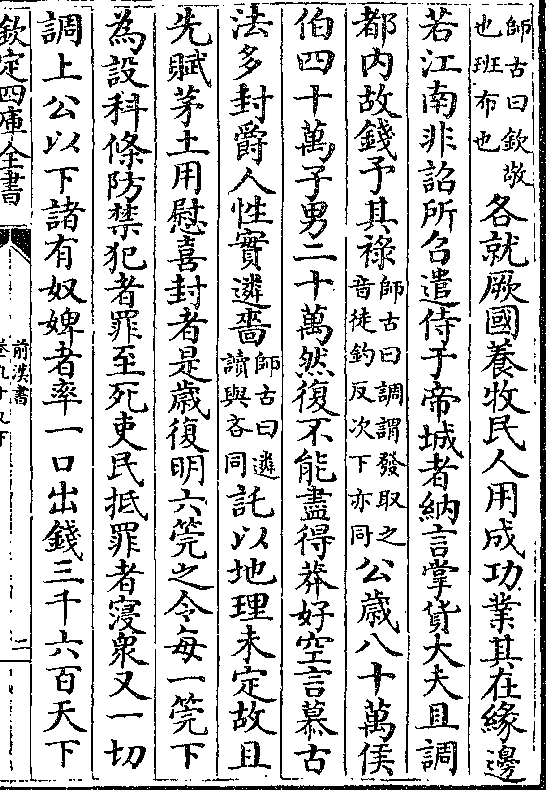 師古曰欽敬
也班布也
各就厥國養牧民人用成功業其在緣邊
若江南非詔所召遣侍于帝城者納言掌貨大夫且調
都內故錢予其祿
師古曰調謂發取之
音徒釣反次下亦同
公歲八十萬侯
伯四十萬子男二十萬然復不能盡得莽好空言慕古
法多封爵人性實遴嗇
師古曰遴
讀與吝同
託以地理未定故且
先賦茅土用慰喜封者是歲復明六筦之令每一筦下
為設科條防禁犯者罪至死吏民抵罪者寖衆又一切
調上公以下諸有奴婢者率一口出錢三千六百天下
欽定四庫全書
前漢書
卷九十九下
二